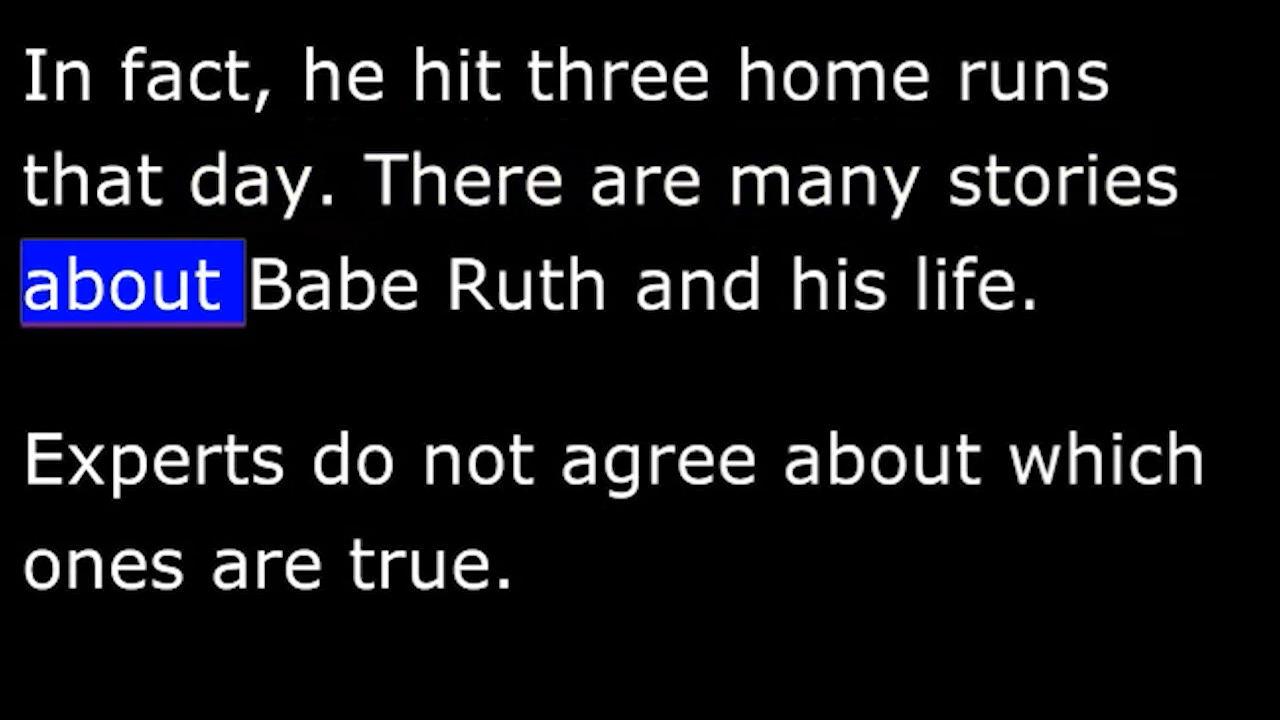 In fact, he hit three home runs
that day. There are many stories
about Babe Ruth and his life.
Experts do not agree about which
ones are true.